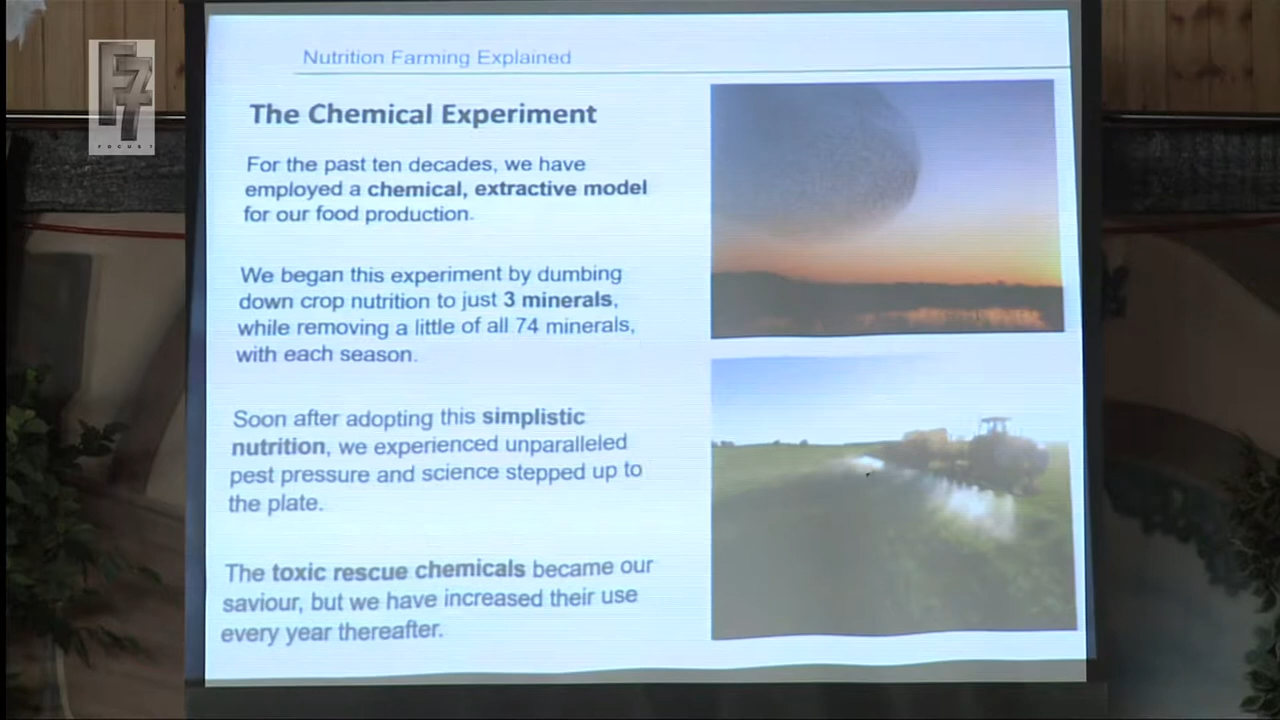 F7
FOCUS7
Nutrition Farming Explained
The Chemical Experiment
For the past ten decades, we have
employed a chemical, extractive model
for our food production.
We began this experiment by dumbing
down crop nutrition to just 3 minerals,
while removing a little of all 74 minerals,
with each season.
Soon after adopting this simplistic
nutrition, we experienced unparalleled
pest pressure and science stepped up to
the plate.
The toxic rescue chemicals became our
saviour, but we have increased their use
every year thereafter.